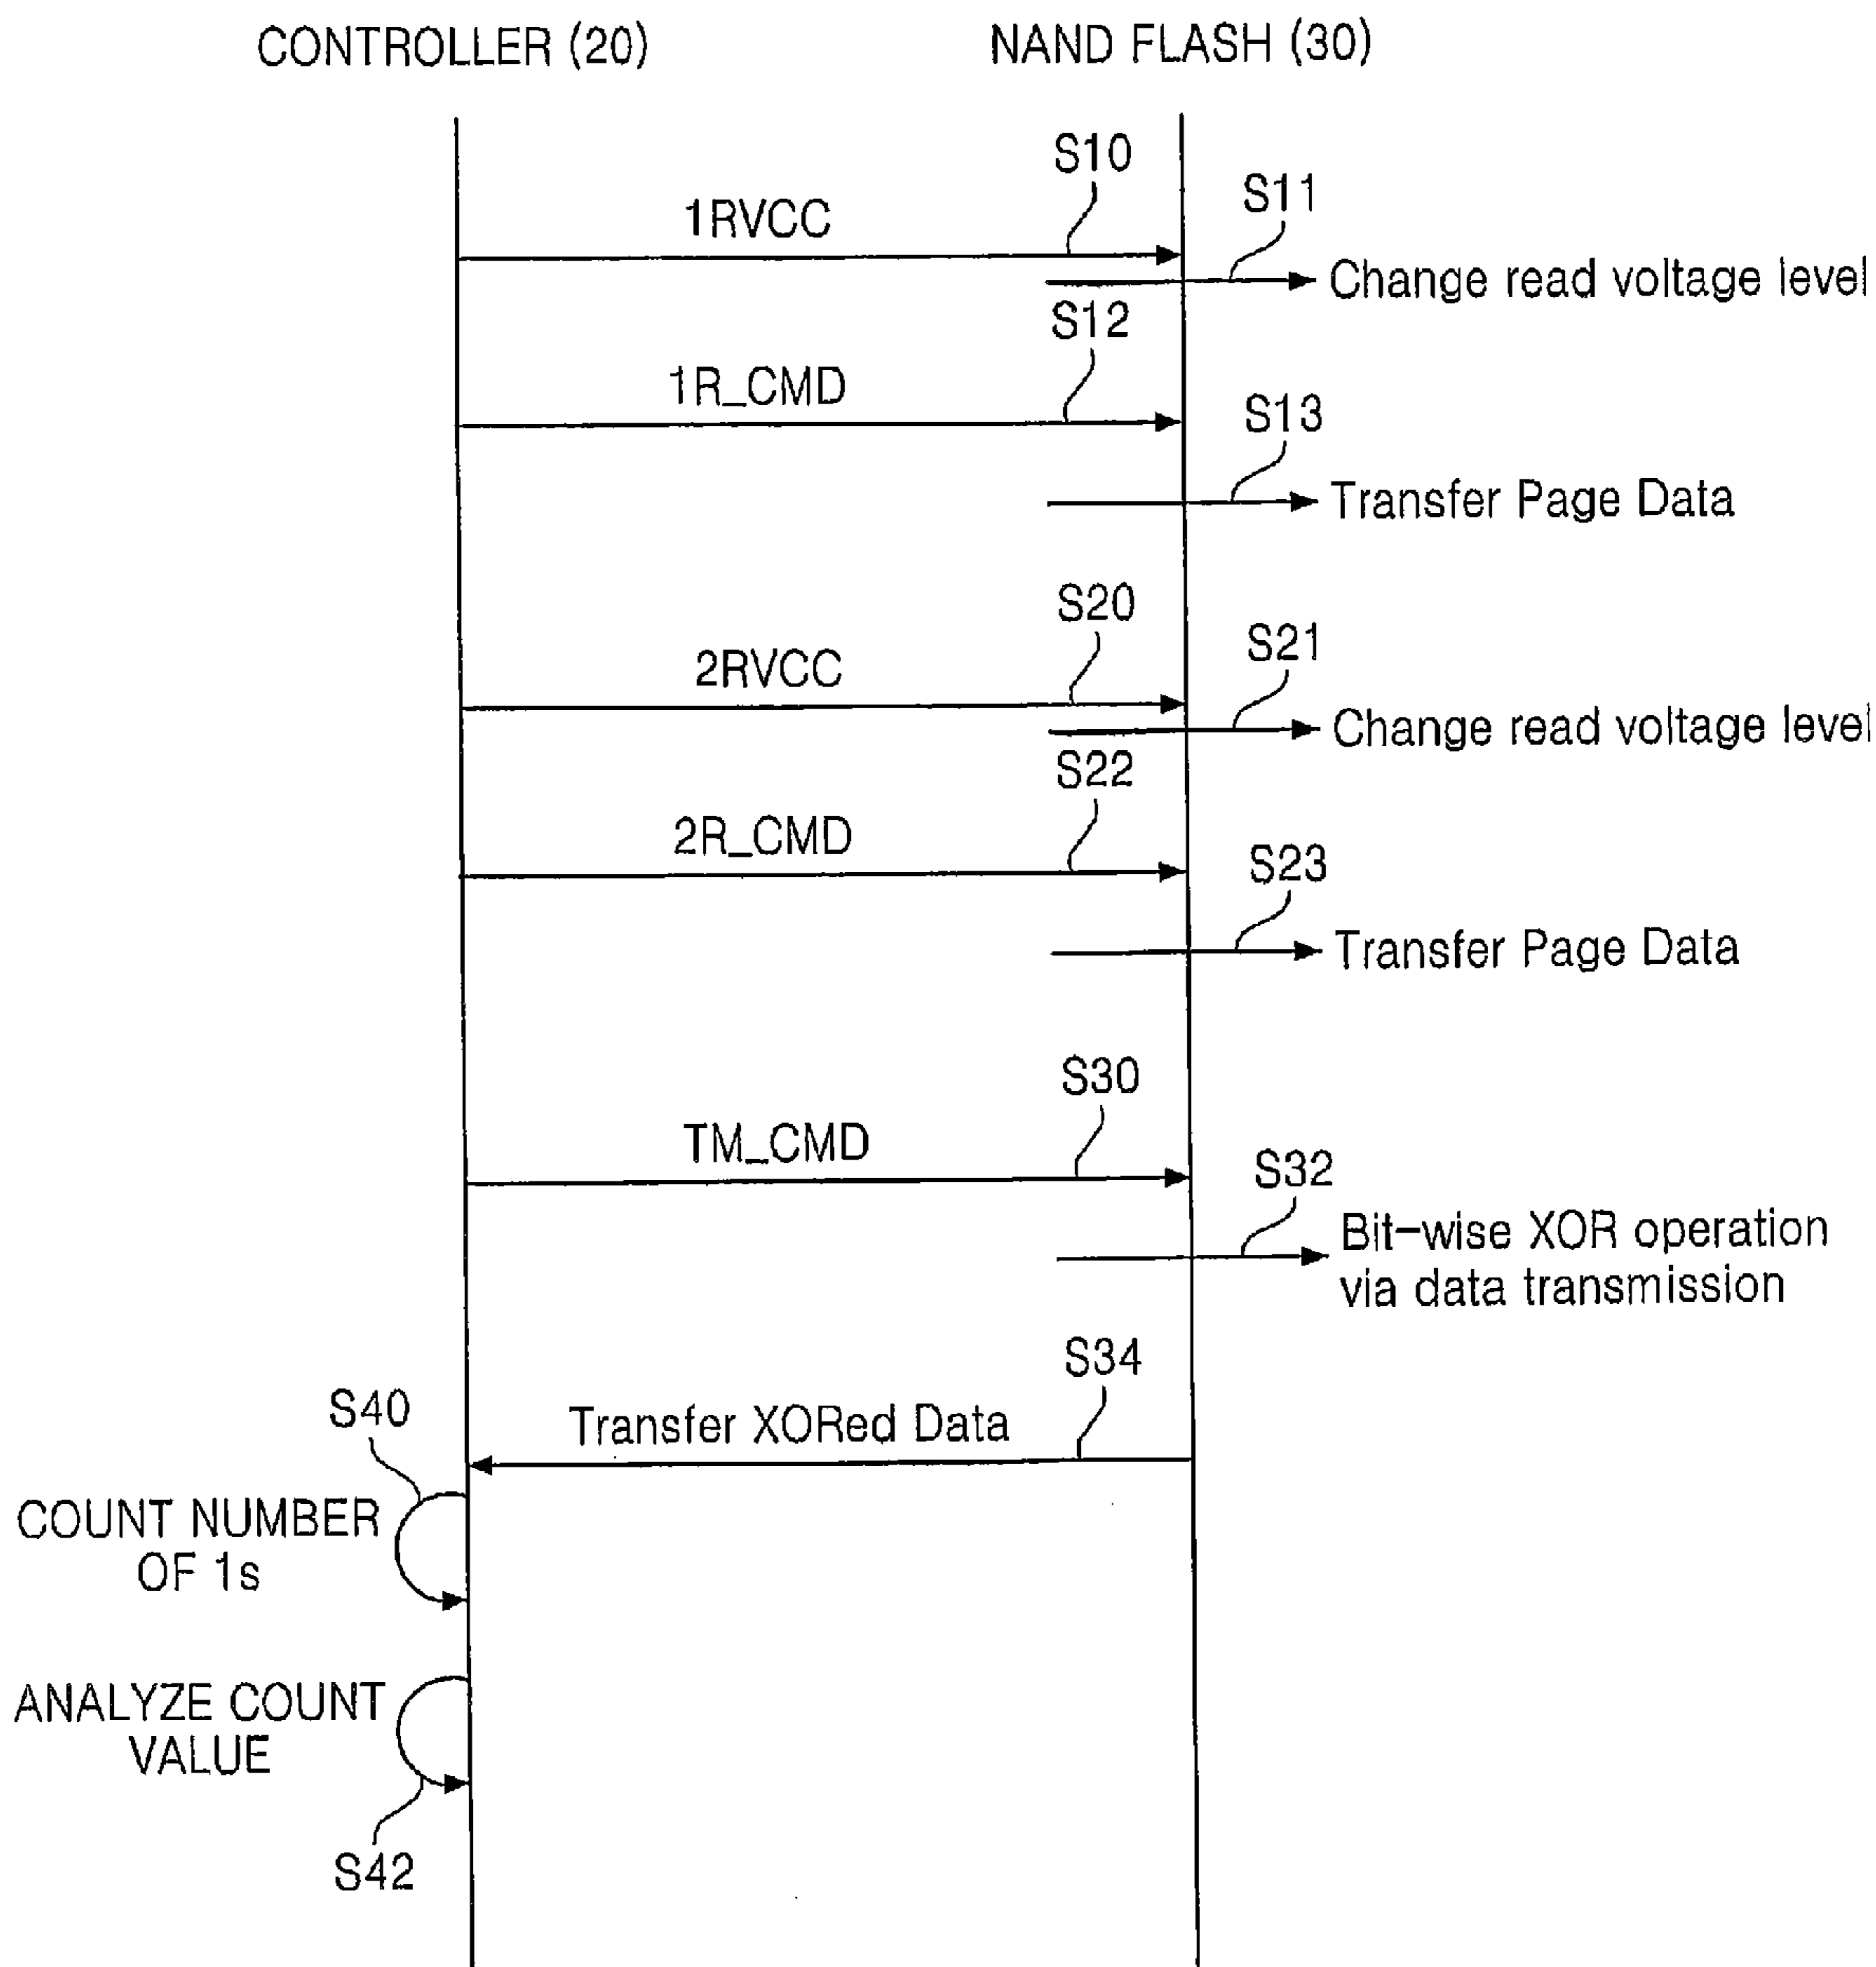 CONTROLLER (20)
NAND FLASH (30)
S10
1RVCC
S11
Change read voltage level
S12
1R_CMD
S13
Transfer Page Data
S20
2RVCC
S21
Change read voltage level
S22
2R_CMD
S23
Transfer Page Data
S30
TM_CMD
S32
Bit-wise XOR operation
via data transmission
S34
Transfer XORed Data
S40
COUNT NUMBER
OF 1s
ANALYZE COUNT
VALUE
S42